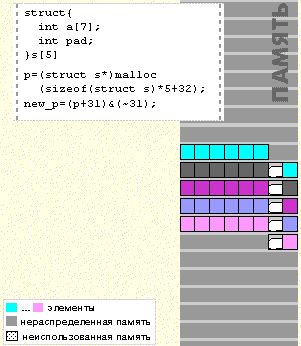 struct{
int a[7];
int pad;
}s[5]
p=(struct s*)malloc
(sizeof(struct s)*5+32);
new_p=(p+31)&(~31);
ПАМЯТЬ
... элементы
нераспределенная память
неиспользованная память